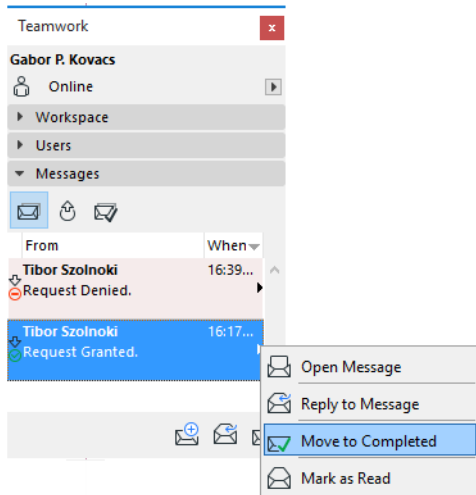 Teamwork
x
Gabor P. Kovacs
Online
Workspace
Users
Messages
From When
Tibor Szolnoki 16:39...
Request Denied.
Tibor Szolnoki 16:17...
Request Granted.
Open Message
Reply to Message
Move to Completed
Mark as Read